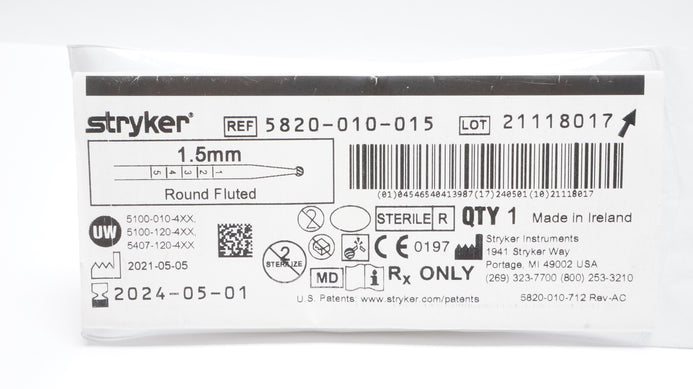 stryker®
REF 5820-010-015
LOT 21118017
1.5mm
5 4 3 2 1
Round Fluted
(01)04546540413987(17)240501(10)21118017
UW
5100-010-4XX.
5100-120-4XX.
5407-120-4XX
2
STERILE R
QTY 1
Made in Ireland
2
STERILIZE
CE 0197
Stryker Instruments
1941 Stryker Way
Portage, MI 49002 USA
(269) 323-7700 (800) 253-3210
2021-05-05
MD
i
Rx ONLY
2024-05-01
U.S. Patents: www.stryker.com/patents
5820-010-712 Rev-AC